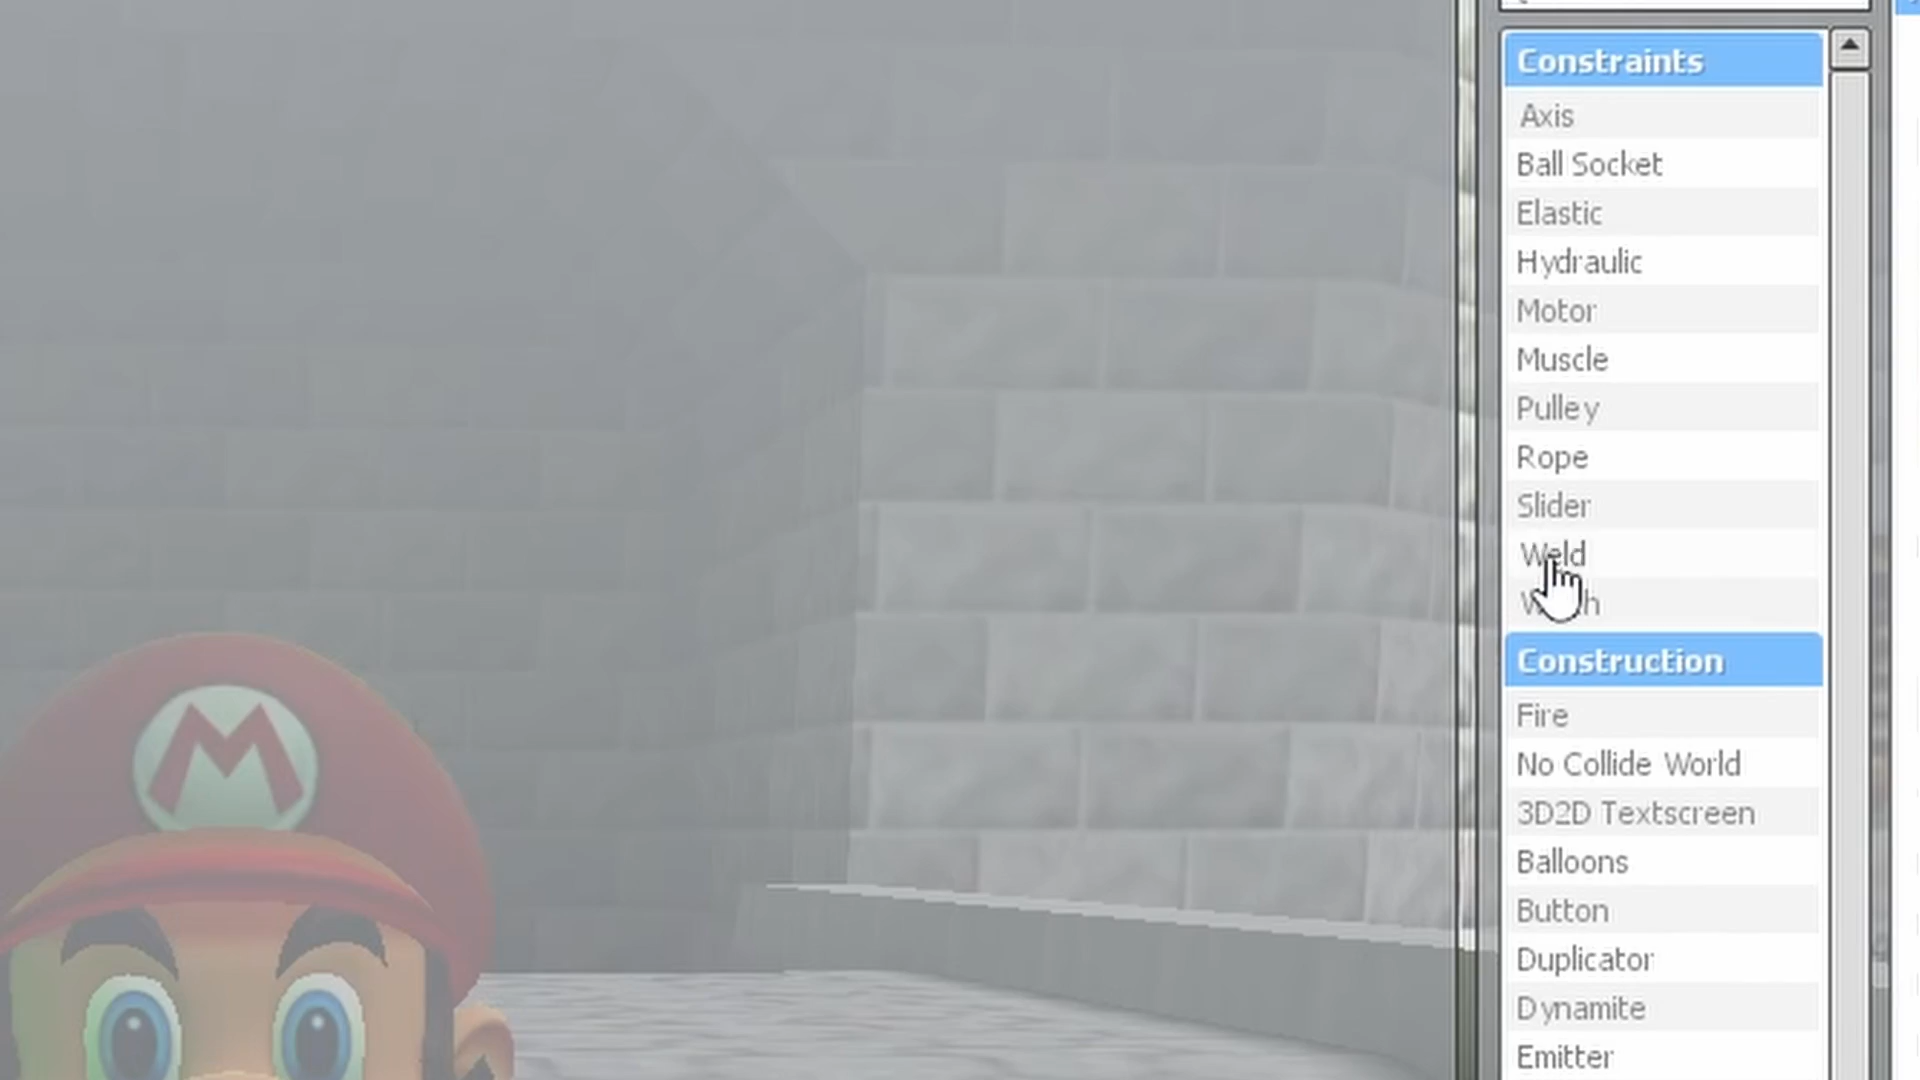 M
Constraints
Axis
Ball Socket
Elastic
Hydraulic
Motor
Muscle
Pulley
Rope
Slider
Weld
Construction
Fire
No Collide World
3D2D Textscreen
Balloons
Button
Duplicator
Dynamite
Emitter